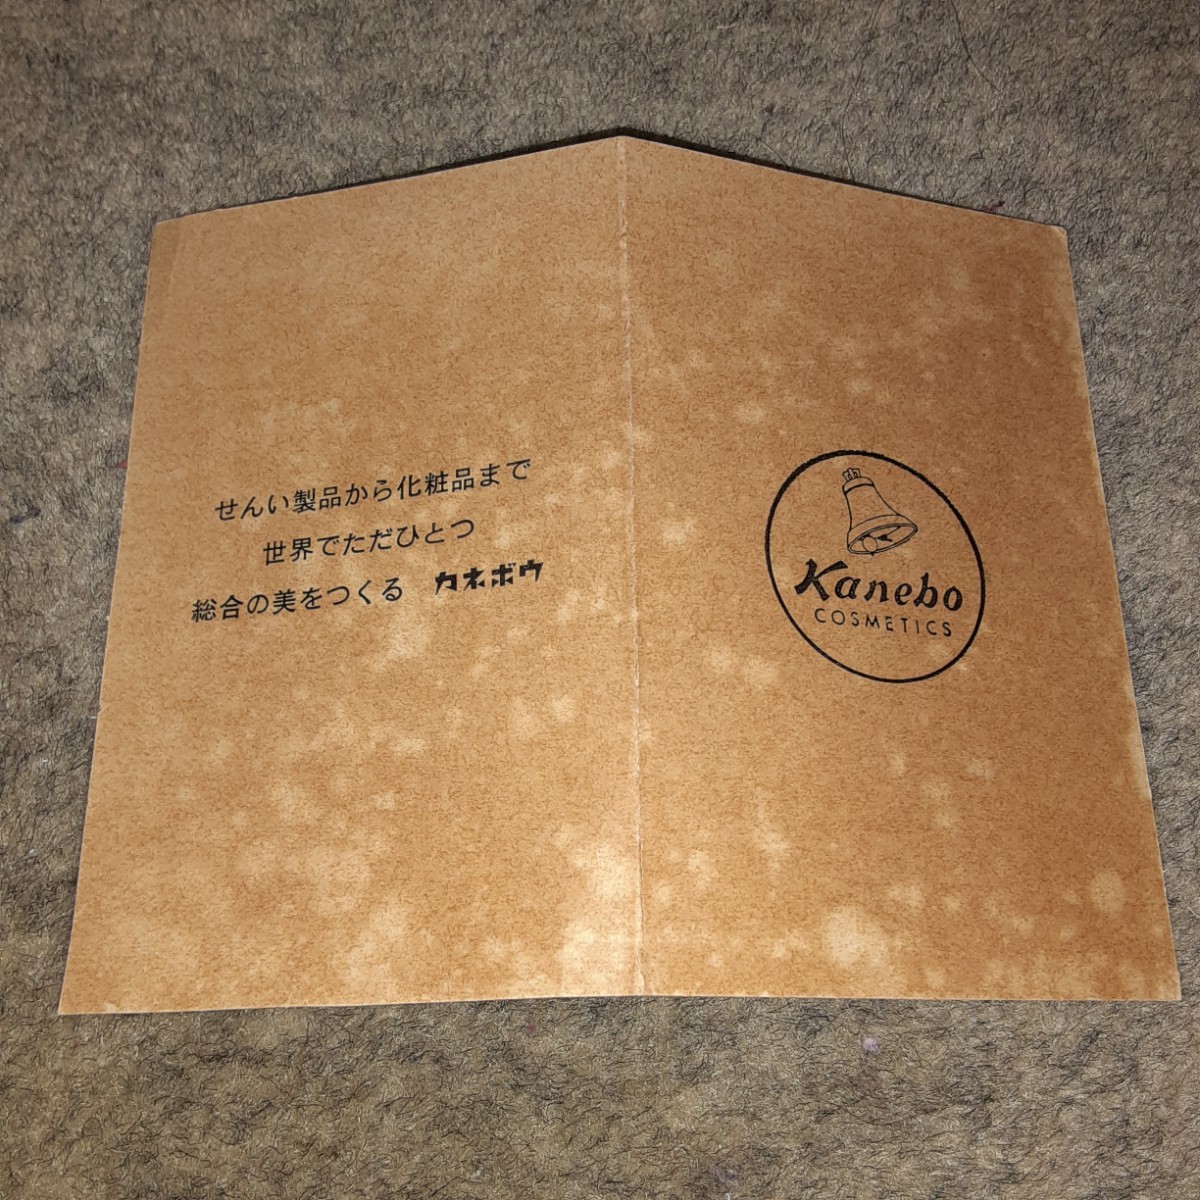 せんい製品から化粧品まで
世界でただひとつ
総合の美をつくる カネボウ
Kanebo
COSMETICS